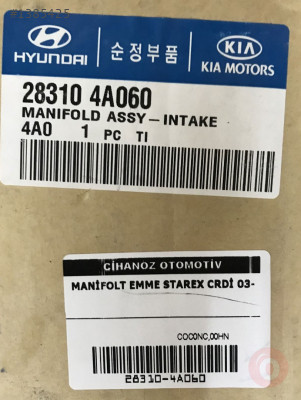 HYUNDAI
순정부품
KIA
KIA MOTORS
28310 4A060
MANIFOLD ASSY-INTAKE
4A0 1 PC TI
CİHANOZ OTOMOTİV
MANİFOLT EMME STAREX CRDİ 03-
COC0NC,00HN
28310-4A060